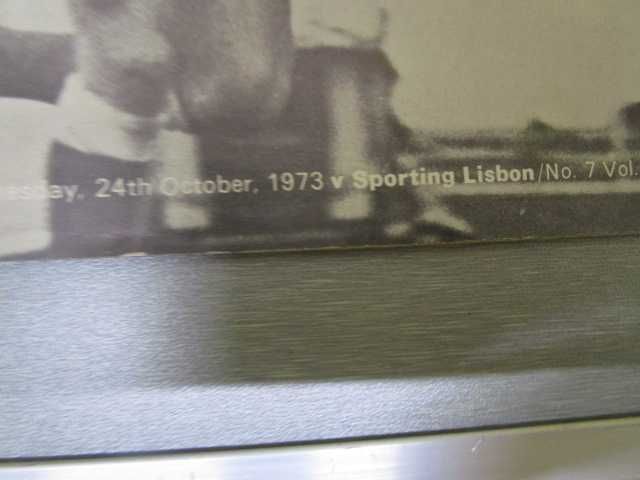 esday, 24th October, 1973 v Sporting Lisbon/No. 7 Vol.